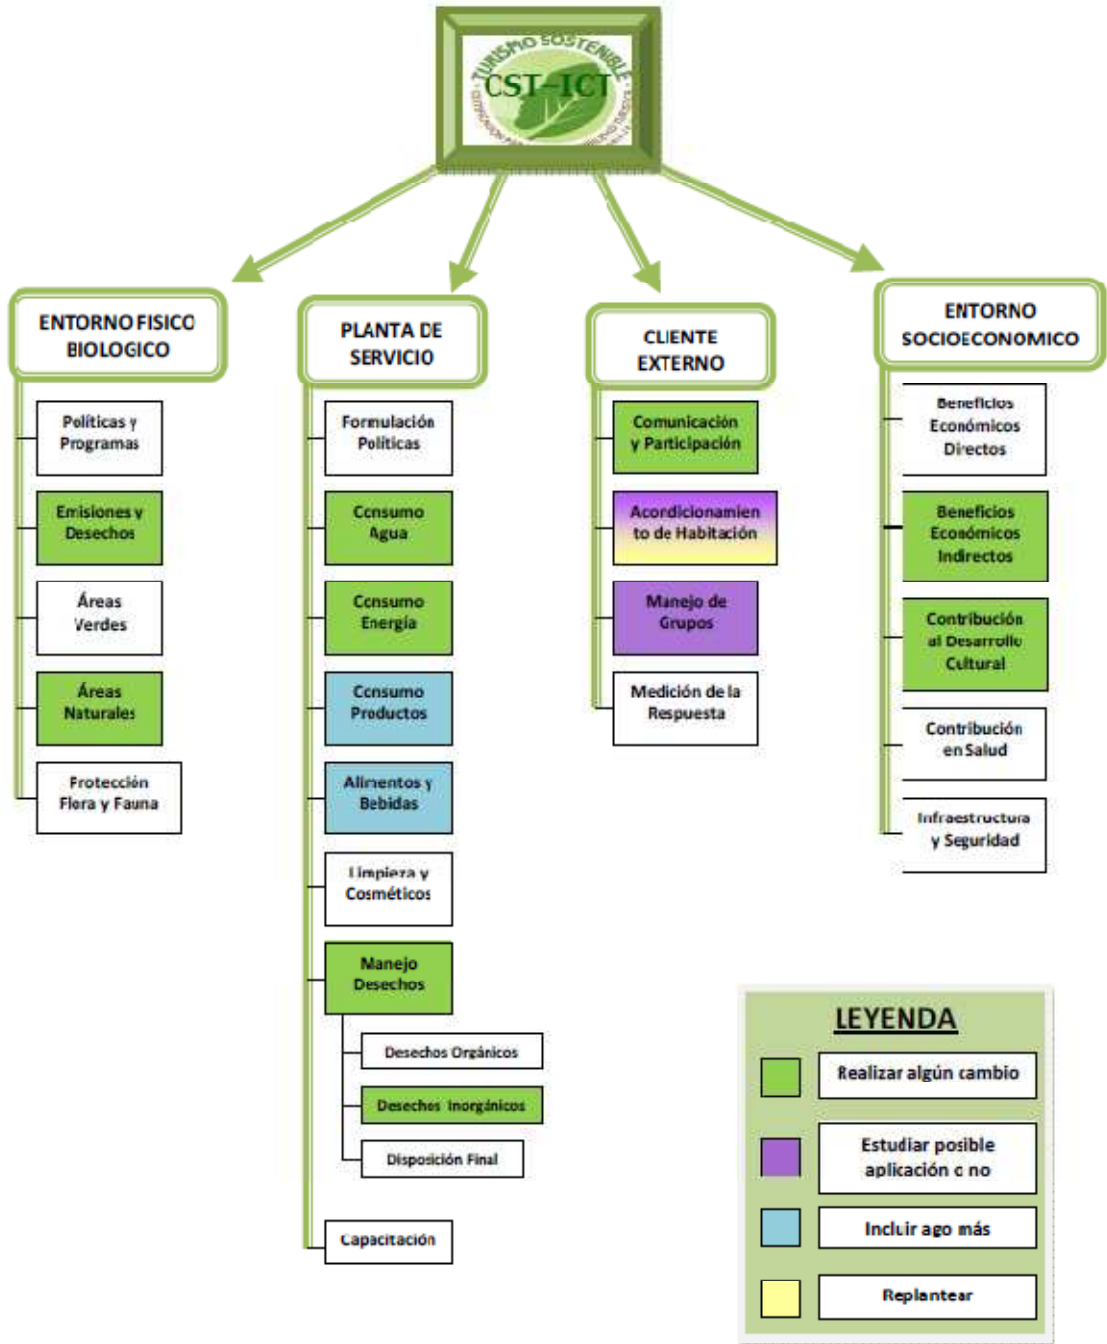 TURISMO SOSTENIBLE
CST-ICT
ENTORNO FISICO
BIOLOGICO
Políticas y
Programas
Emisiones y
Desechos
Áreas
Verdes
Áreas
Naturales
Protección
Flora y Fauna
PLANTA DE
SERVICIO
Formulación
Políticas
Consumo
Agua
Consumo
Energía
Consumo
Productos
Alimentos y
Bebidas
Limpieza y
Cosméticos
Manejo
Desechos
Desechos Orgánicos
Desechos Inorgánicos
Disposición Final
Capacitación
CLIENTE
EXTERNO
Comunicación
y Participación
Acordicionamien
to de Habitación
Manejo de
Grupos
Medición de la
Respuesta
ENTORNO
SOCIOECONOMICO
Beneficios
Económicos
Directos
Beneficios
Económicos
Indirectos
Contribución
al Desarrollo
Cultural
Contribución
en Salud
Infraestructura
y Seguridad
LEYENDA
Realizar algún cambio
Estudiar posible
aplicación o no
Incluir ago más
Replantear